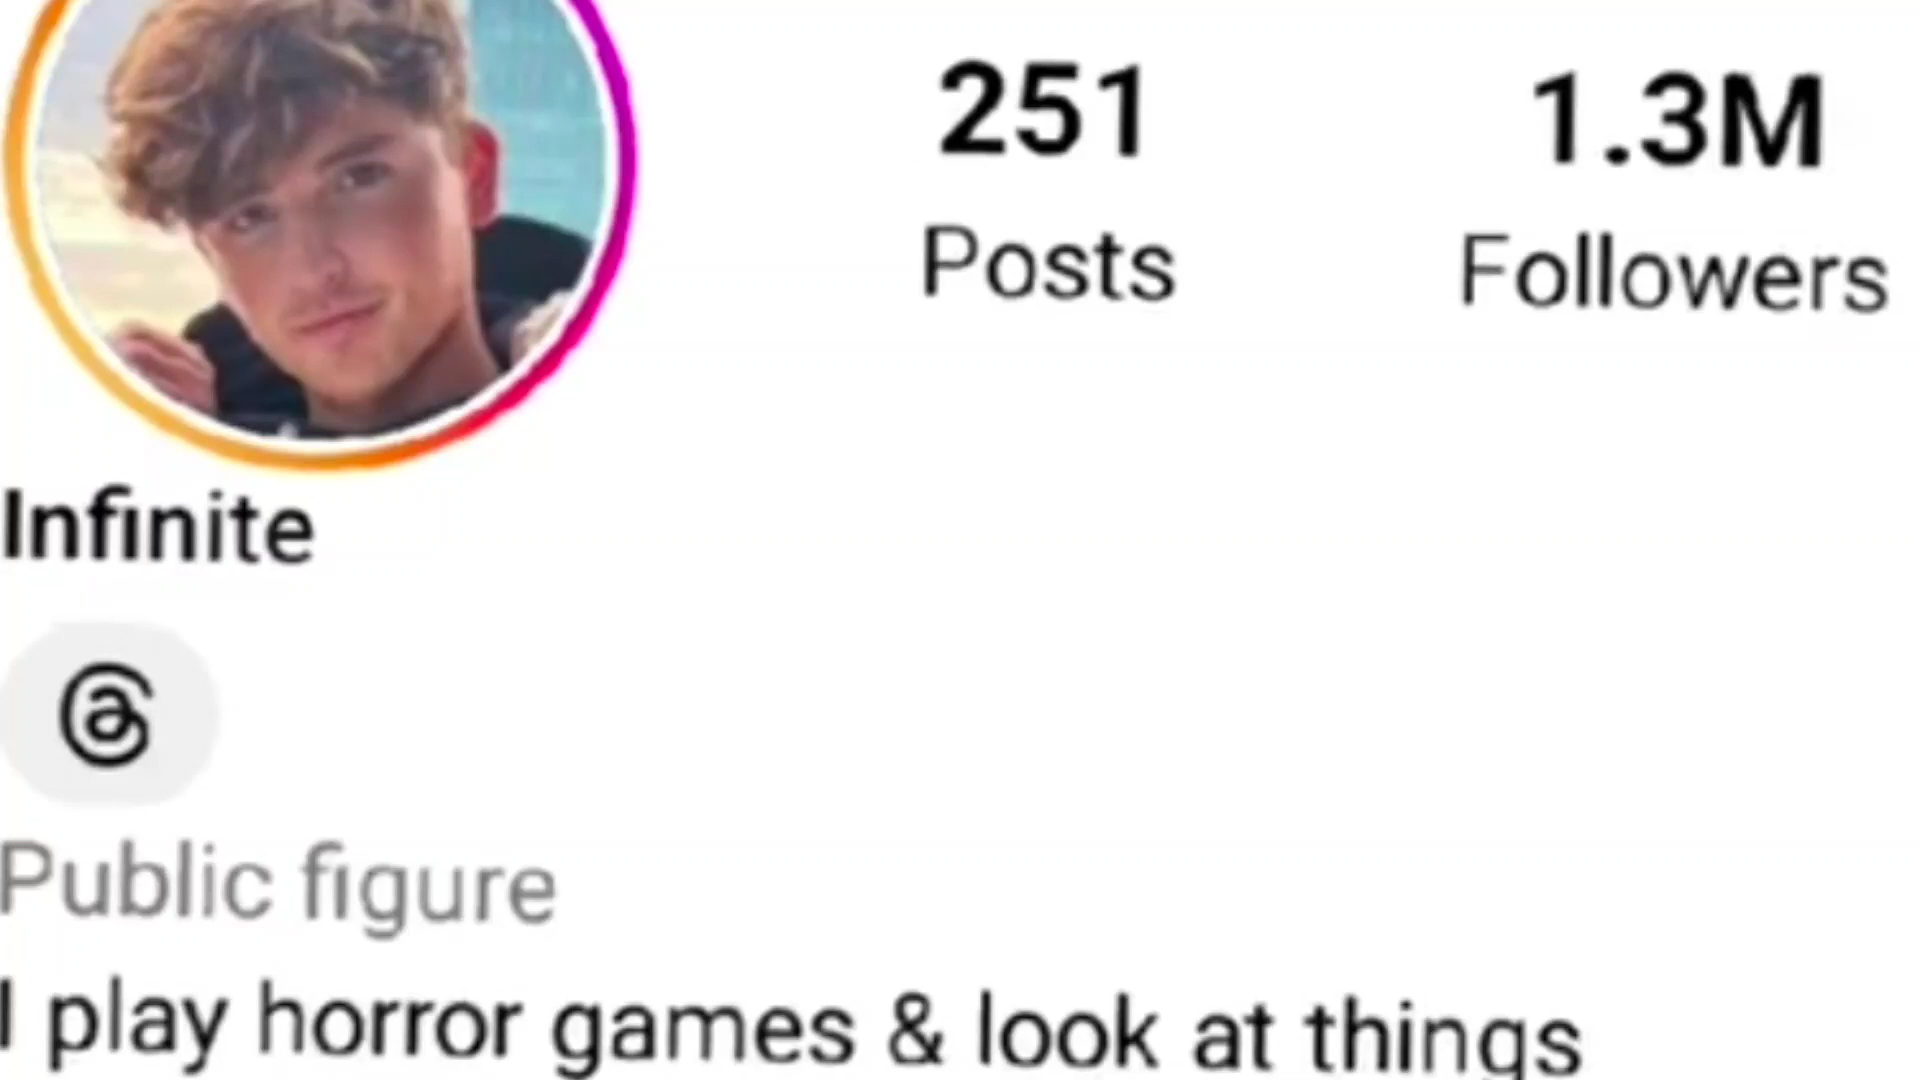 251 1.3M
Posts Followers
Infinite
Public figure
I play horror games & look at things